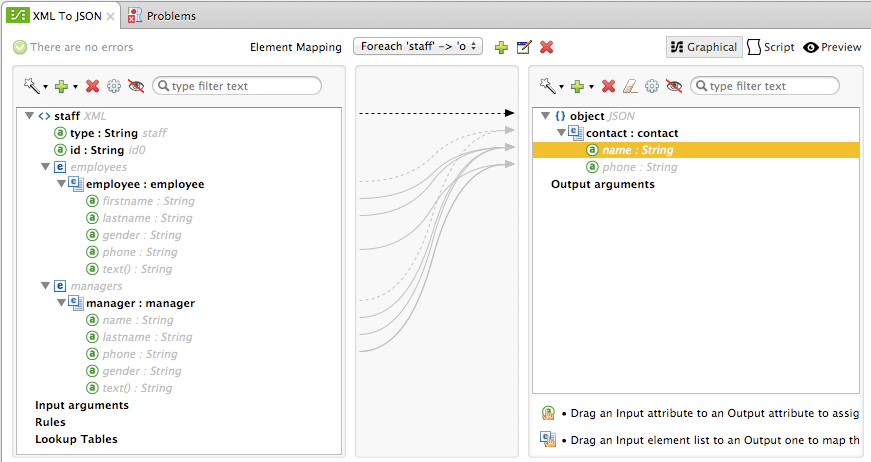 XML To JSON
Problems
There are no errors
Element Mapping
Foreach 'staff' -> 'o
Graphical
Script
Preview
type filter text
staff XML
type : String staff
id : String id0
employees
employee : employee
firstname : String
lastname : String
gender : String
phone : String
text() : String
managers
manager : manager
name : String
lastname : String
phone : String
gender : String
text() : String
Input arguments
Rules
Lookup Tables
type filter text
{} object JSON
contact : contact
name : String
phone : String
Output arguments
• Drag an Input attribute to an Output attribute to assig
• Drag an Input element list to an Output one to map th